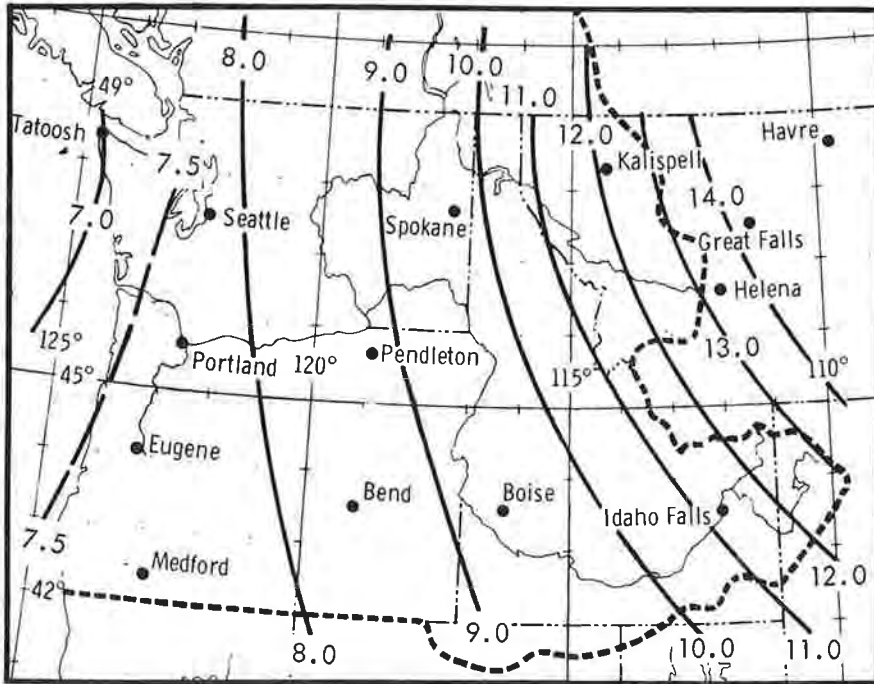 8.0
9.0
10.0
11.0
49°
Tatoosh
12.0
Havre
7.5
Kalispell
14.0
7.0
Seattle
Spokane
Great Falls
Helena
125°
Portland
120°
Pendleton
13.0
115°
110°
45°
Eugene
Bend
Boise
Idaho Falls
7.5
Medford
42°
12.0
8.0
9.0
10.0
11.0